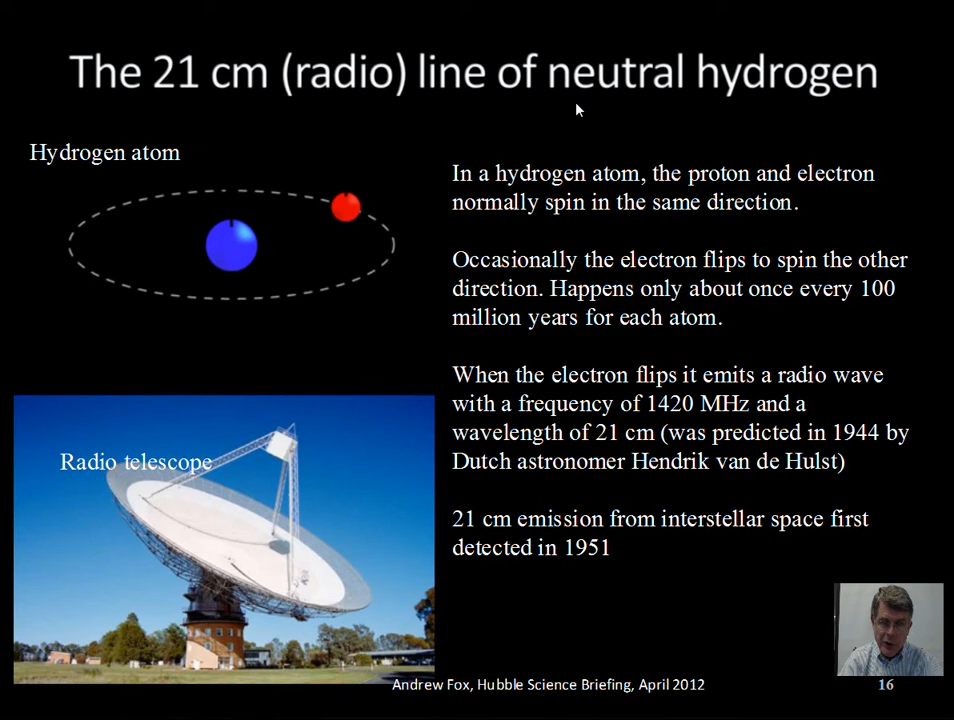 The 21 cm (radio) line of neutral hydrogen
Hydrogen atom
In a hydrogen atom, the proton and electron
normally spin in the same direction.
Occasionally the electron flips to spin the other
direction. Happens only about once every 100
million years for each atom.
When the electron flips it emits a radio wave
with a frequency of 1420 MHz and a
wavelength of 21 cm (was predicted in 1944 by
Dutch astronomer Hendrik van de Hulst)
21 cm emission from interstellar space first
detected in 1951
Radio telescope
Andrew Fox, Hubble Science Briefing, April 2012
16